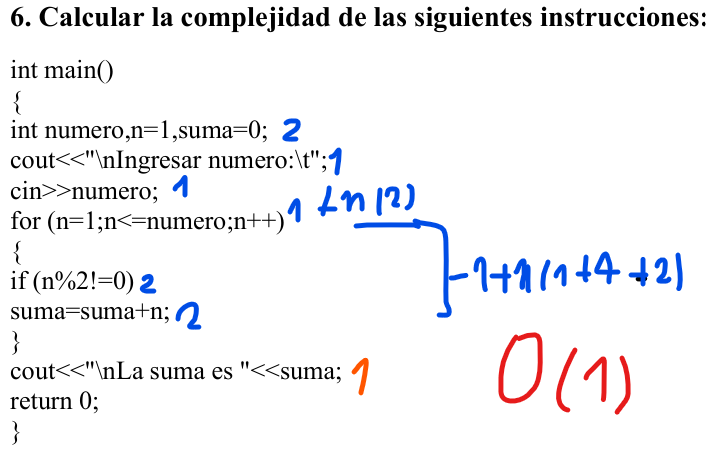 6. Calcular la complejidad de las siguientes instrucciones:
int main()
{
int numero,n=1,suma=0; 2
cout<<"\nIngresar numero:\t"; 1
cin>>numero; 1
for (n=1;n<=numero;n++) 1 + n(2)
{
if (n%2!=0) 2
-1+1(1+4+2)
suma=suma+n; 2
}
cout<<"\nLa suma es "<<suma; 1
O(1)
return 0;
}